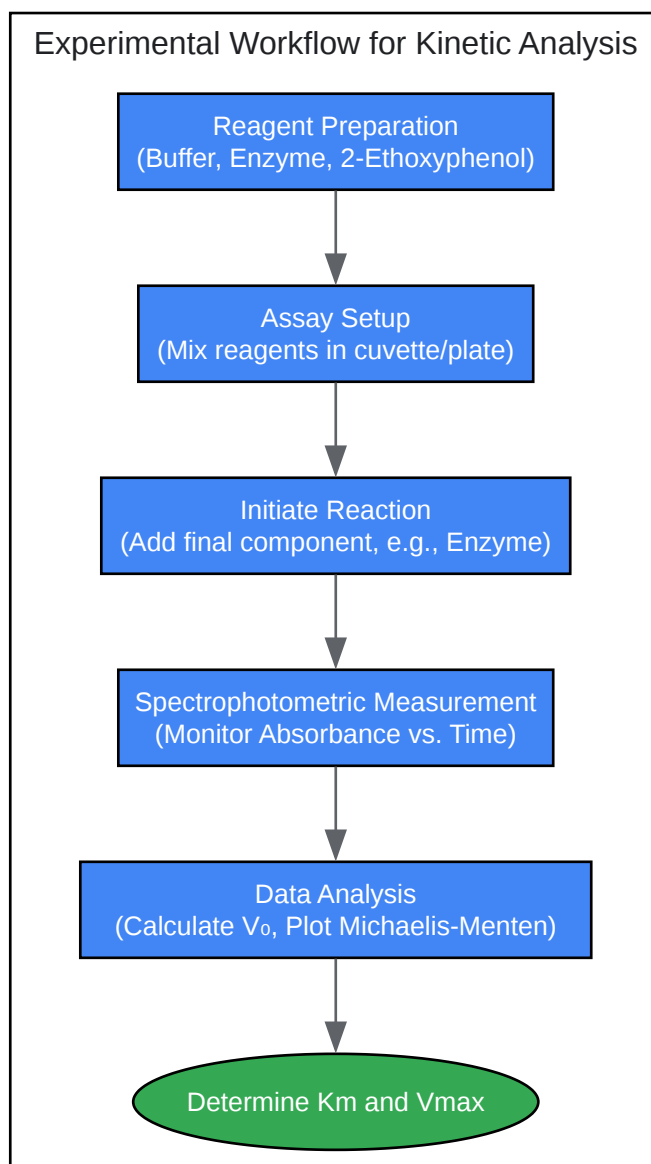 Experimental Workflow for Kinetic Analysis
Reagent Preparation
(Buffer, Enzyme, 2-Ethoxyphenol)
Assay Setup
(Mix reagents in cuvette/plate)
Initiate Reaction
(Add final component, e.g., Enzyme)
Spectrophotometric Measurement
(Monitor Absorbance vs. Time)
Data Analysis
(Calculate V₀, Plot Michaelis-Menten)
Determine Km and Vmax